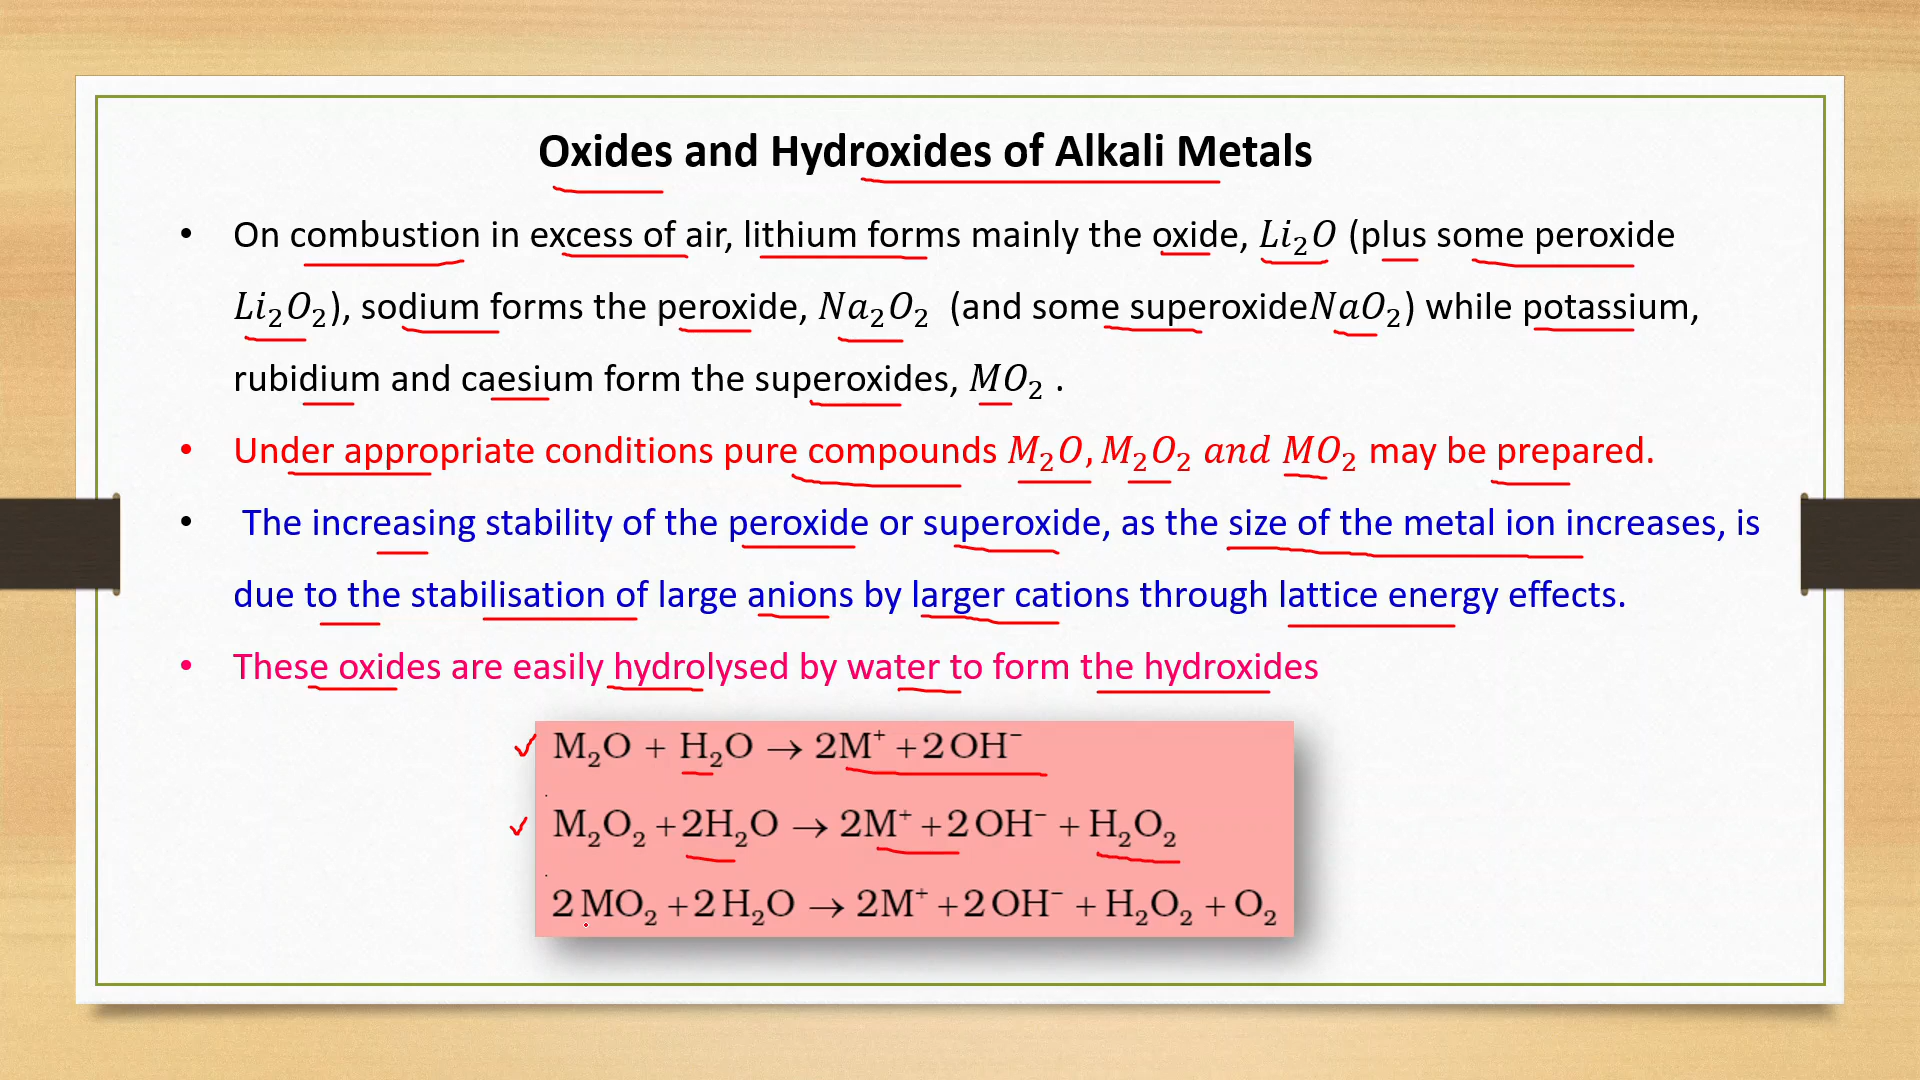 Oxides and Hydroxides of Alkali Metals
• On combustion in excess of air, lithium forms mainly the oxide, Li₂O (plus some peroxide
Li₂O₂), sodium forms the peroxide, Na₂O₂ (and some superoxideNaO₂) while potassium,
rubidium and caesium form the superoxides, MO₂ .
• Under appropriate conditions pure compounds M₂O, M₂O₂ and MO₂ may be prepared.
• The increasing stability of the peroxide or superoxide, as the size of the metal ion increases, is
due to the stabilisation of large anions by larger cations through lattice energy effects.
• These oxides are easily hydrolysed by water to form the hydroxides
M₂O + H₂O → 2M⁺ + 2OH⁻
M₂O₂ + 2H₂O → 2M⁺ + 2OH⁻ + H₂O₂
2MO₂ + 2H₂O → 2M⁺ + 2OH⁻ + H₂O₂ + O₂